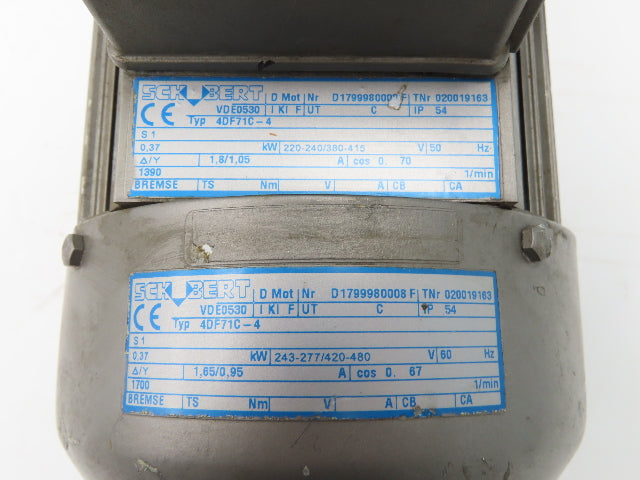 SCHUBERT D Mot Nr D1799980008 F TNr 020019163
CE VDE0530 I Kl F UT C IP 54
Typ 4DF71C-4
S 1
0,37 kW 220-240/380-415 V 50 Hz
Δ/Y 1,8/1,05 A cos 0. 70
1390 1/min
BREMSE TS Nm V A CB CA
SCHUBERT D Mot Nr D1799980008 F TNr 020019163
CE VDE0530 I Kl F UT C IP 54
Typ 4DF71C-4
S 1
0,37 kW 243-277/420-480 V 60 Hz
Δ/Y 1,65/0,95 A cos 0. 67
1700 1/min
BREMSE TS Nm V A CB CA